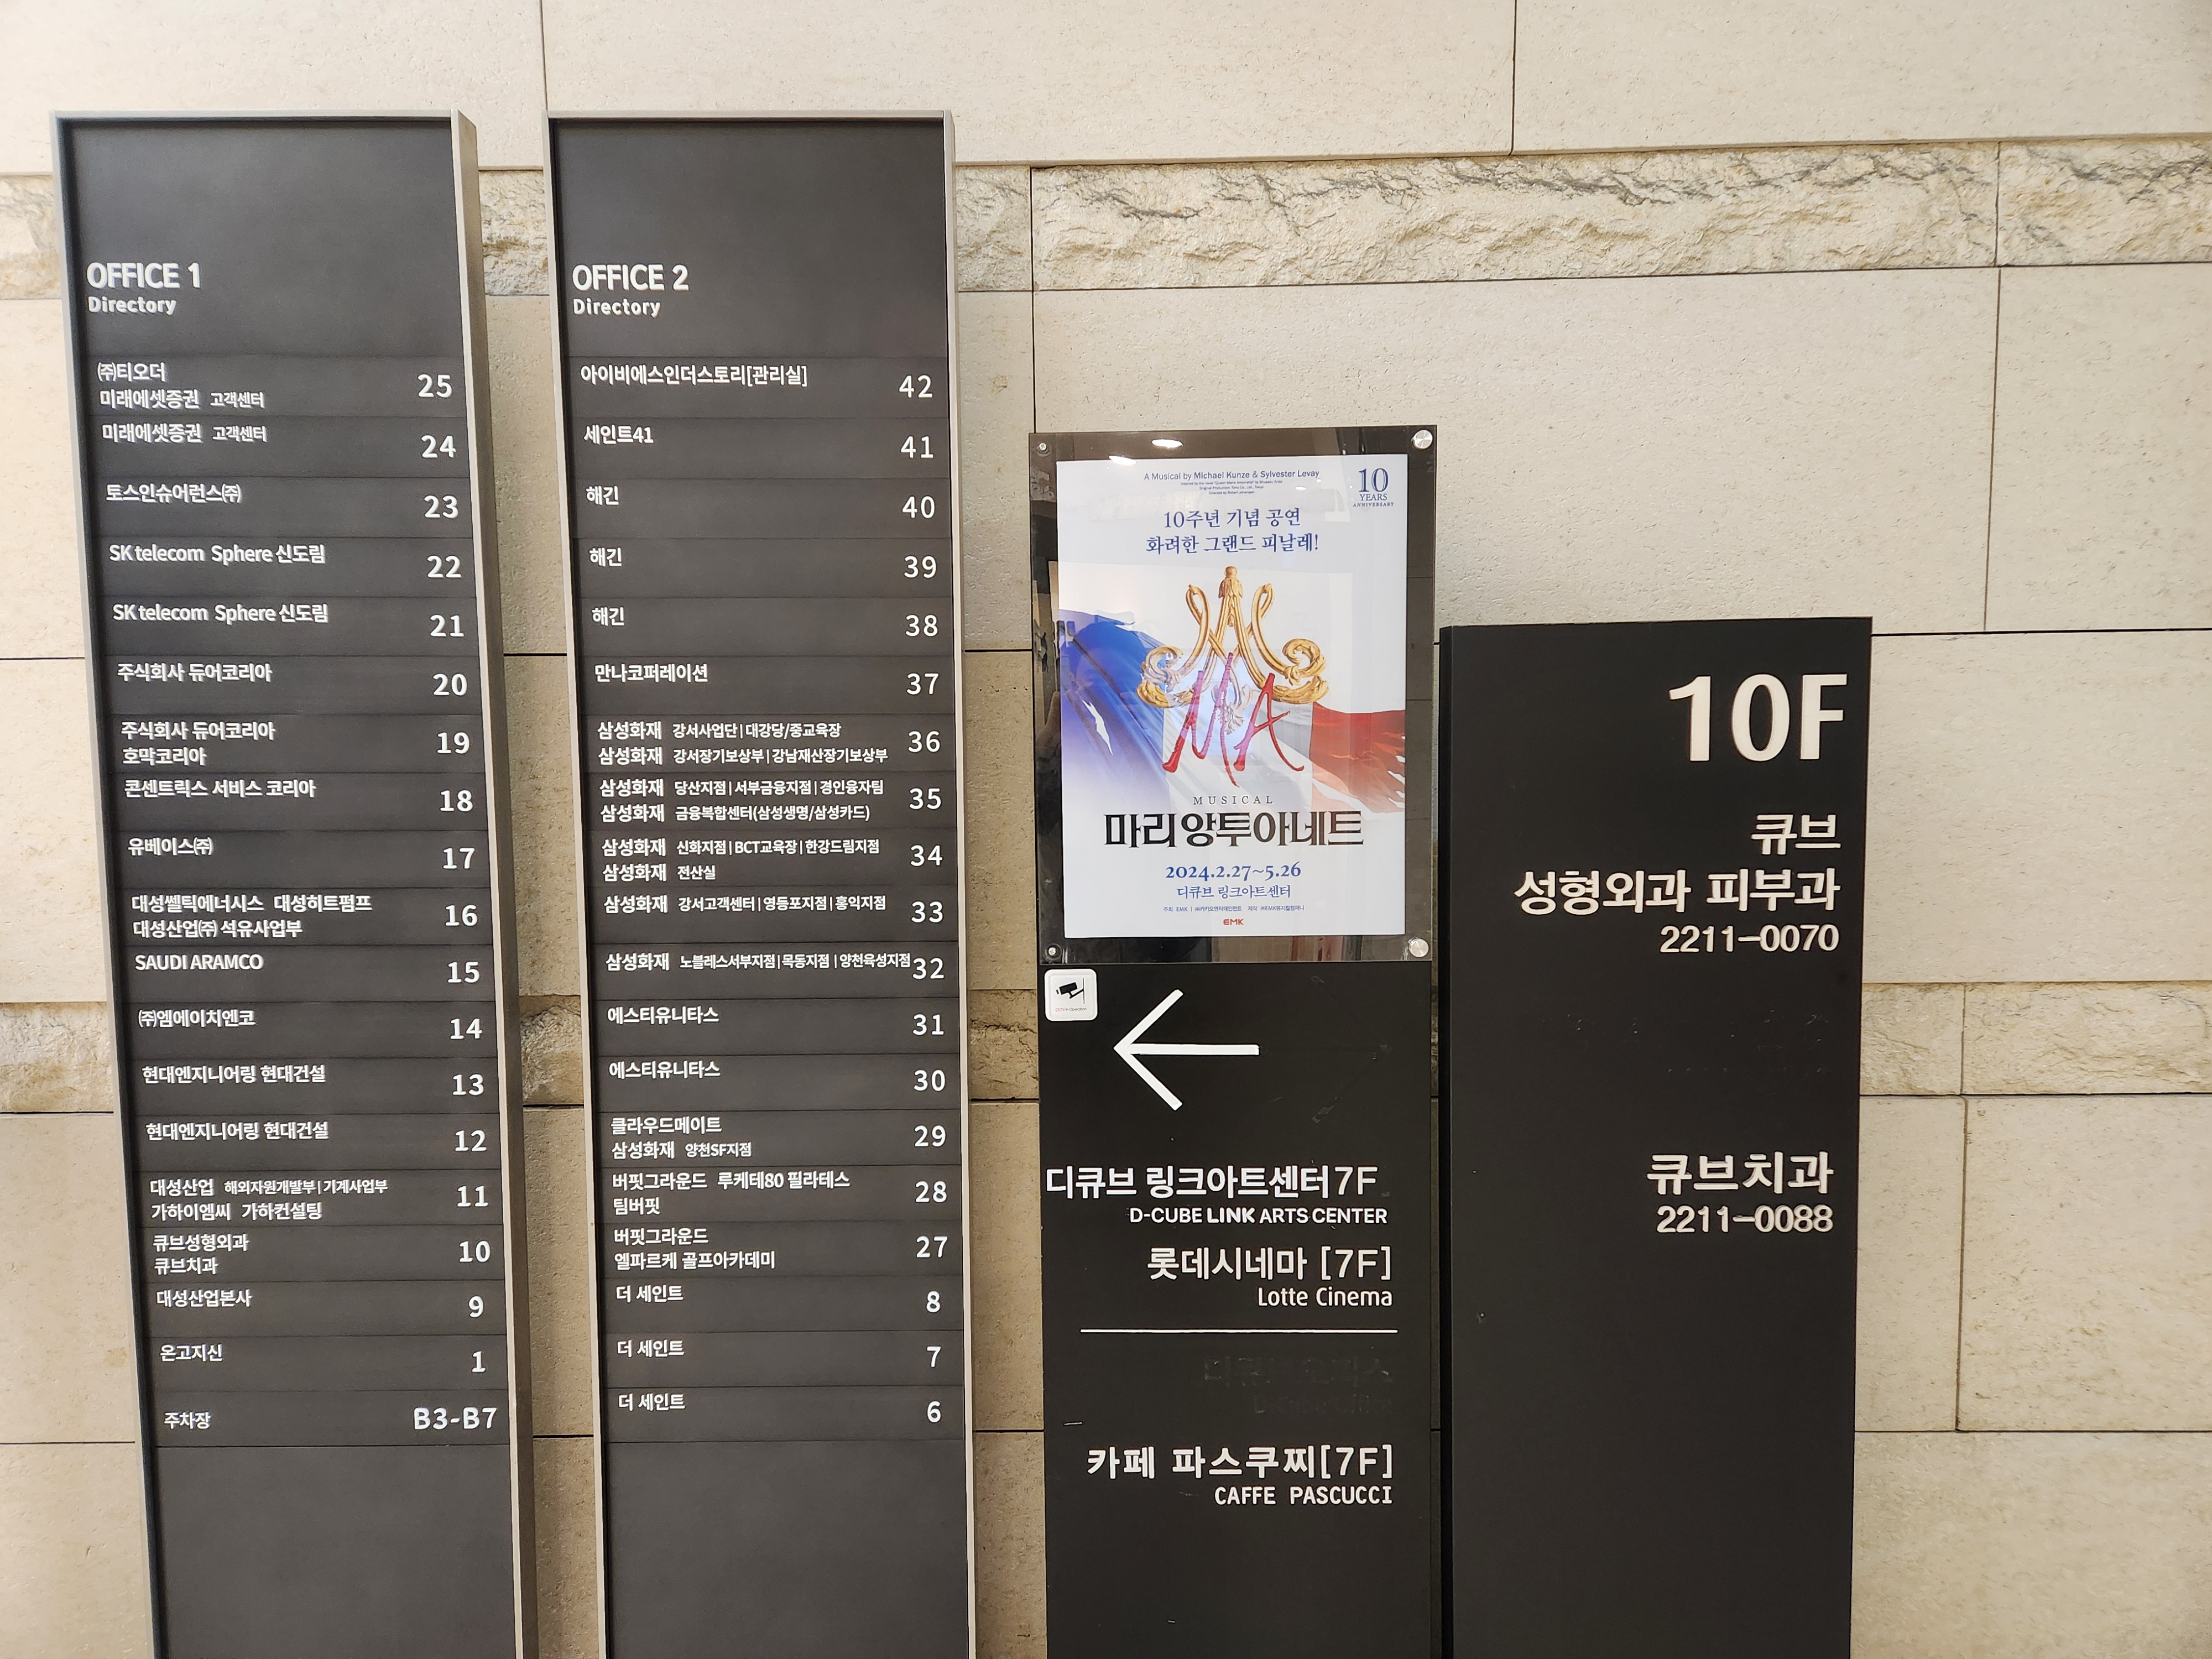 OFFICE 1
Directory
㈜티오더
미래에셋증권 고객센터 25
미래에셋증권 고객센터 24
토스인슈어런스㈜ 23
SK telecom Sphere 신도림 22
SK telecom Sphere 신도림 21
주식회사 듀어코리아 20
주식회사 듀어코리아
호막코리아 19
콘센트릭스 서비스 코리아 18
유베이스㈜ 17
대성쎌틱에너시스 대성히트펌프
대성산업㈜ 석유사업부 16
SAUDI ARAMCO 15
㈜엠에이치엔코 14
현대엔지니어링 현대건설 13
현대엔지니어링 현대건설 12
대성산업 해외자원개발부|기계사업부
가하이엠씨 가하컨설팅 11
큐브성형외과
큐브치과 10
대성산업본사 9
온고지신 1
주차장 B3-B7
OFFICE 2
Directory
아이비에스인더스토리[관리실] 42
세인트41 41
해긴 40
해긴 39
해긴 38
만나코퍼레이션 37
삼성화재 강서사업단|대강당/중교육장
삼성화재 강서장기보상부|강남재산장기보상부 36
삼성화재 당산지점|서부금융지점|경인융자팀
삼성화재 금융복합센터(삼성생명/삼성카드) 35
삼성화재 신화지점|BCT교육장|한강드림지점
삼성화재 전산실 34
삼성화재 강서고객센터|영등포지점|홍익지점 33
삼성화재 노블레스서부지점|목동지점|양천육성지점 32
에스티유니타스 31
에스티유니타스 30
클라우드메이트
삼성화재 양천SF지점 29
버핏그라운드 루케테80 필라테스
팀버핏 28
버핏그라운드
엘파르케 골프아카데미 27
더 세인트 8
더 세인트 7
더 세인트 6
A Musical by Michael Kunze & Sylvester Levay
10
YEARS
ANNIVERSARY
10주년 기념 공연
화려한 그랜드 피날레!
MA
MUSICAL
마리 앙투아네트
2024.2.27~5.26
디큐브 링크아트센터
EMK
디큐브 링크아트센터 7F
D-CUBE LINK ARTS CENTER
롯데시네마 [7F]
Lotte Cinema
카페 파스쿠찌[7F]
CAFFE PASCUCCI
10F
큐브
성형외과 피부과
2211-0070
큐브치과
2211-0088